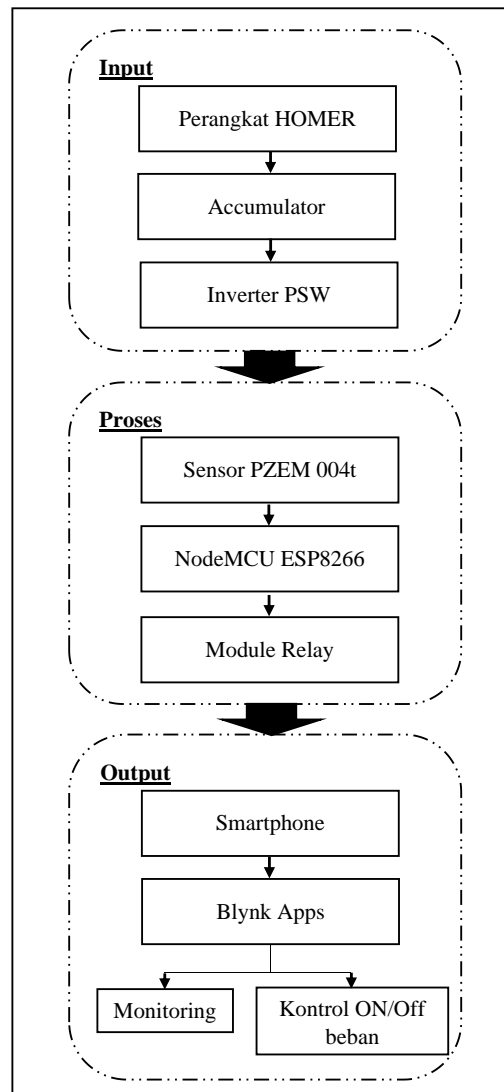 Input
Perangkat HOMER
Accumulator
Inverter PSW
Proses
Sensor PZEM 004t
NodeMCU ESP8266
Module Relay
Output
Smartphone
Blynk Apps
Monitoring
Kontrol ON/Off
beban